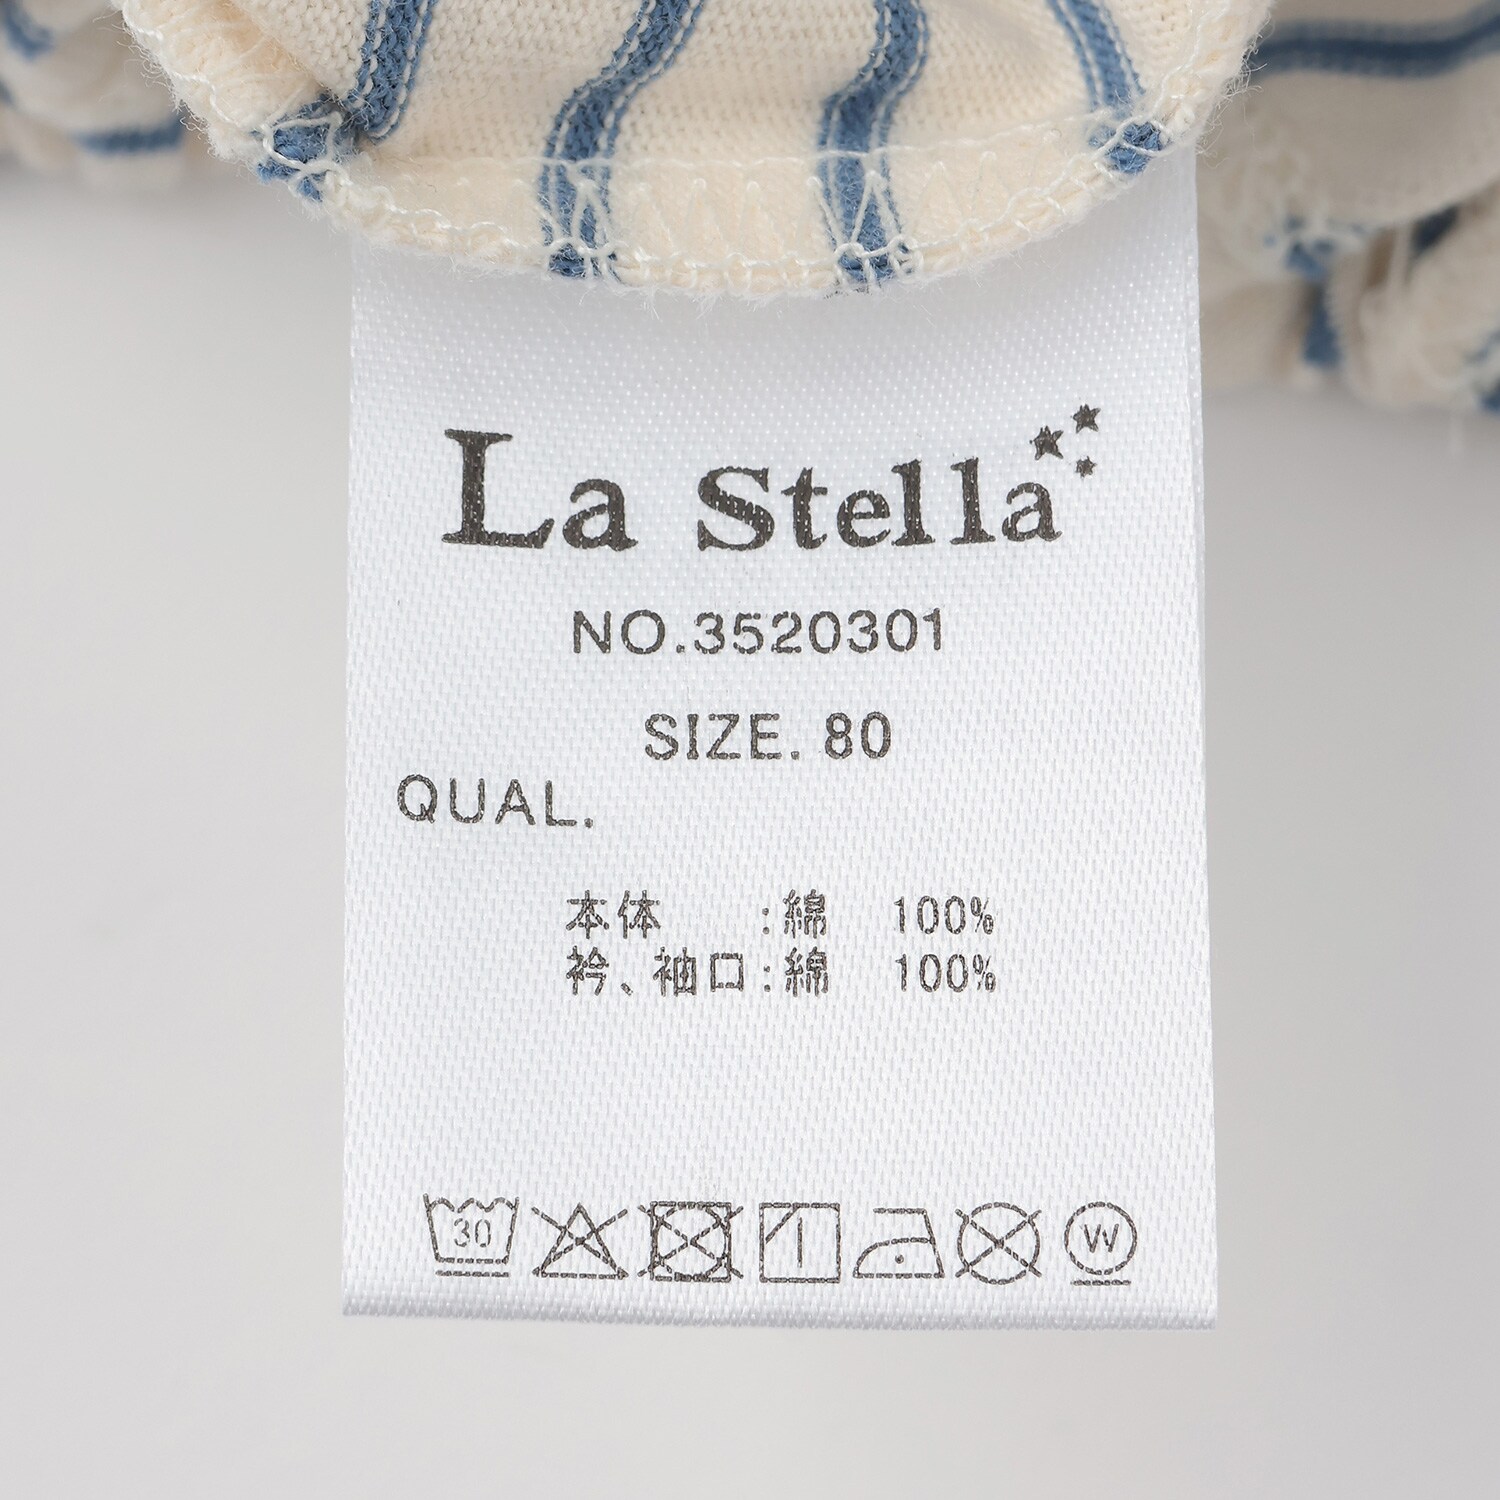 La Stella
NO.3520301
SIZE. 80
QUAL.
本体　　:綿　100%
衿、袖口:綿　100%
30
W